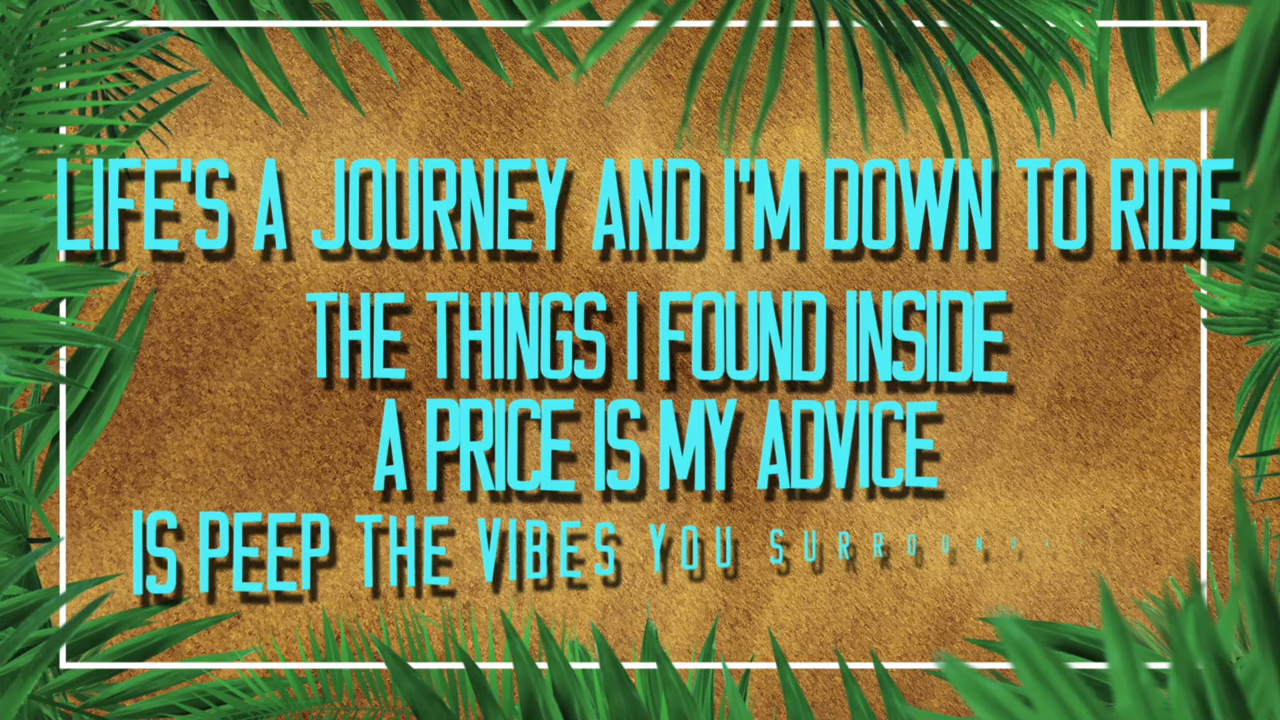 LIFE'S A JOURNEY AND I'M DOWN TO RIDE
THE THINGS I FOUND INSIDE
A PRICE IS MY ADVICE
IS PEEP THE VIBES YOU